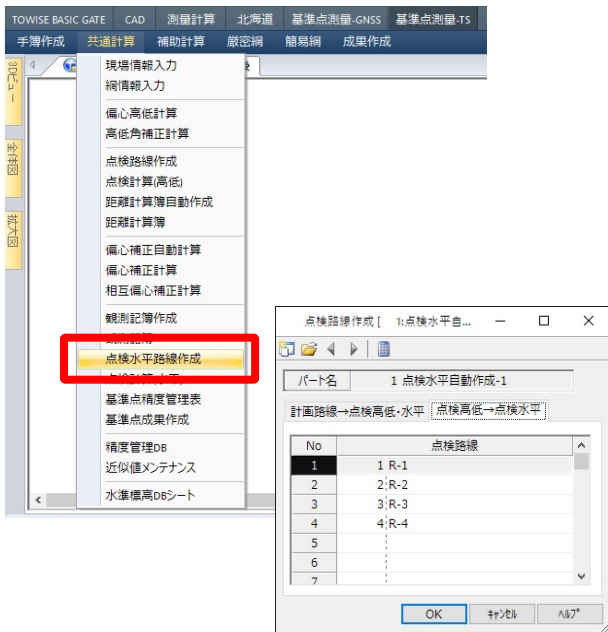 TOWISE BASIC GATE CAD 測量計算 北海道 基準点測量-GNSS 基準点測量-TS
手簿作成 共通計算 補助計算 厳密網 簡易網 成果作成
3Dビュー
全体図
拡大図
現場情報入力
網情報入力
偏心高低計算
高低角補正計算
点検路線作成
点検計算(高低)
距離計算簿自動作成
距離計算簿
偏心補正自動計算
偏心補正計算
相互偏心補正計算
観測記簿作成
点検水平路線作成
基準点精度管理表
基準点成果作成
精度管理DB
近似値メンテナンス
水準標高DBシート
点検路線作成 [ 1:点検水平自...
パート名 1 点検水平自動作成-1
計画路線→点検高低・水平 点検高低→点検水平
No 点検路線
1 1 R-1
2 2 R-2
3 3 R-3
4 4 R-4
5
6
7
OK ｷｬﾝｾﾙ ﾍﾙﾌﾟ